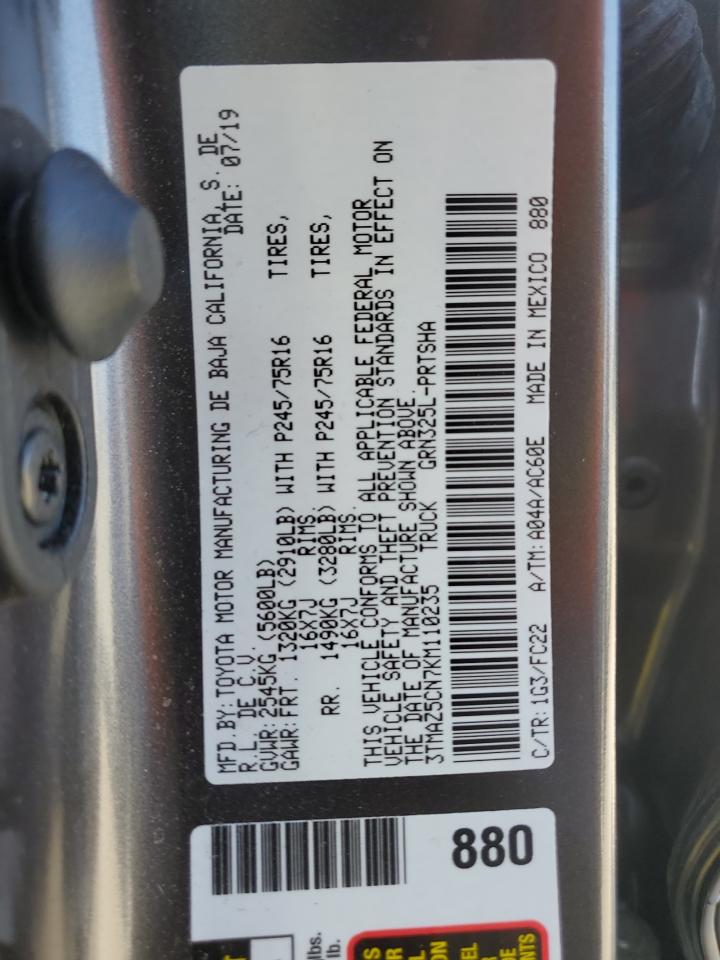 MFD.BY:TOYOTA MOTOR MANUFACTURING DE BAJA CALIFORNIA, S. DE
R.L. DE C.V. DATE: 07/19
GVWR:2545KG (5600LB)
GAWR:FRT. 1320KG (2910LB) WITH P245/75R16 TIRES,
16X7J RIMS
RR. 1490KG (3280LB) WITH P245/75R16 TIRES,
16X7J RIMS.
THIS VEHICLE CONFORMS TO ALL APPLICABLE FEDERAL MOTOR
VEHICLE SAFETY AND THEFT PREVENTION STANDARDS IN EFFECT ON
THE DATE OF MANUFACTURE SHOWN ABOVE.
3TMAZ5CN7KM110235 TRUCK GRN325L-PRTSHA
C/TR:1G3/FC22 A/TM:A04A/AC60E MADE IN MEXICO 880
880
lbs.
lb.